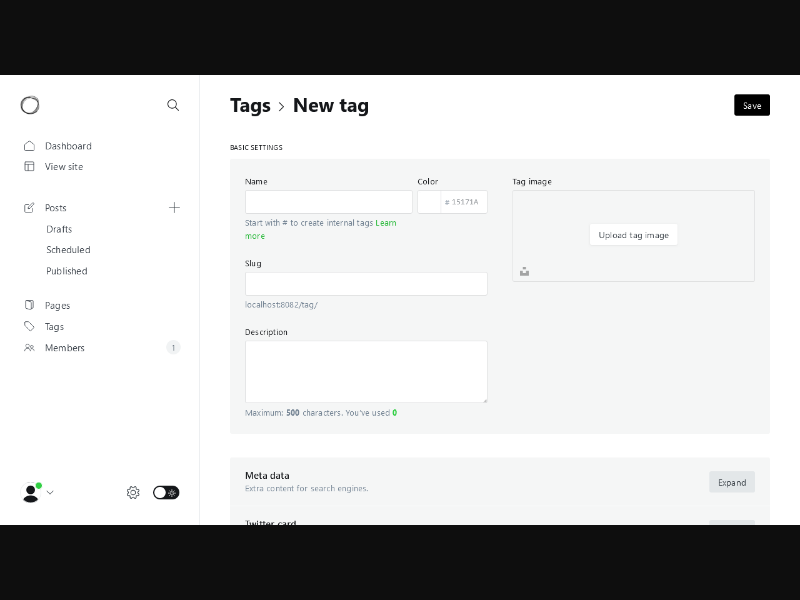 Tags › New tag
Save
Dashboard
View site
Posts
Drafts
Scheduled
Published
Pages
Tags
Members
1
BASIC SETTINGS
Name
Color
# 15171A
Start with # to create internal tags Learn
more
Slug
localhost:8082/tag/
Description
Maximum: 500 characters. You've used 0
Tag image
Upload tag image
Meta data
Extra content for search engines.
Expand
Twitter card